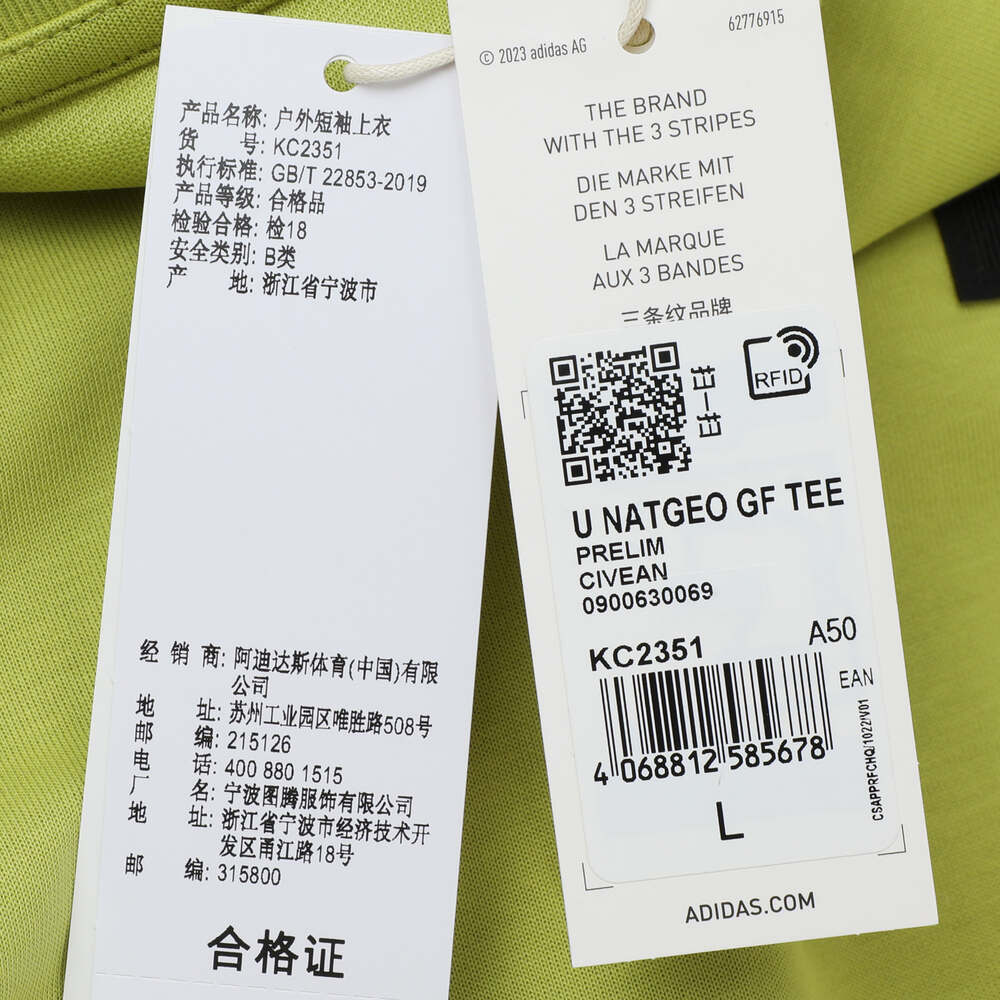 产品名称: 户外短袖上衣
货 号: KC2351
执行标准: GB/T 22853-2019
产品等级: 合格品
检验合格: 检18
安全类别: B类
产 地: 浙江省宁波市
经 销 商: 阿迪达斯体育(中国)有限
公司
地 址: 苏州工业园区唯胜路508号
邮 编: 215126
电 话: 400 880 1515
厂 名: 宁波图腾服饰有限公司
地 址: 浙江省宁波市经济技术开
发区甬江路18号
邮 编: 315800
合格证
62776915
© 2023 adidas AG
THE BRAND
WITH THE 3 STRIPES
DIE MARKE MIT
DEN 3 STREIFEN
LA MARQUE
AUX 3 BANDES
三条纹品牌
扫一扫
RFID
U NATGEO GF TEE
PRELIM
CIVEAN
0900630069
KC2351 A50
EAN
4 068812 585678
L
CSAPPRFCHQ/1022/V01
ADIDAS.COM